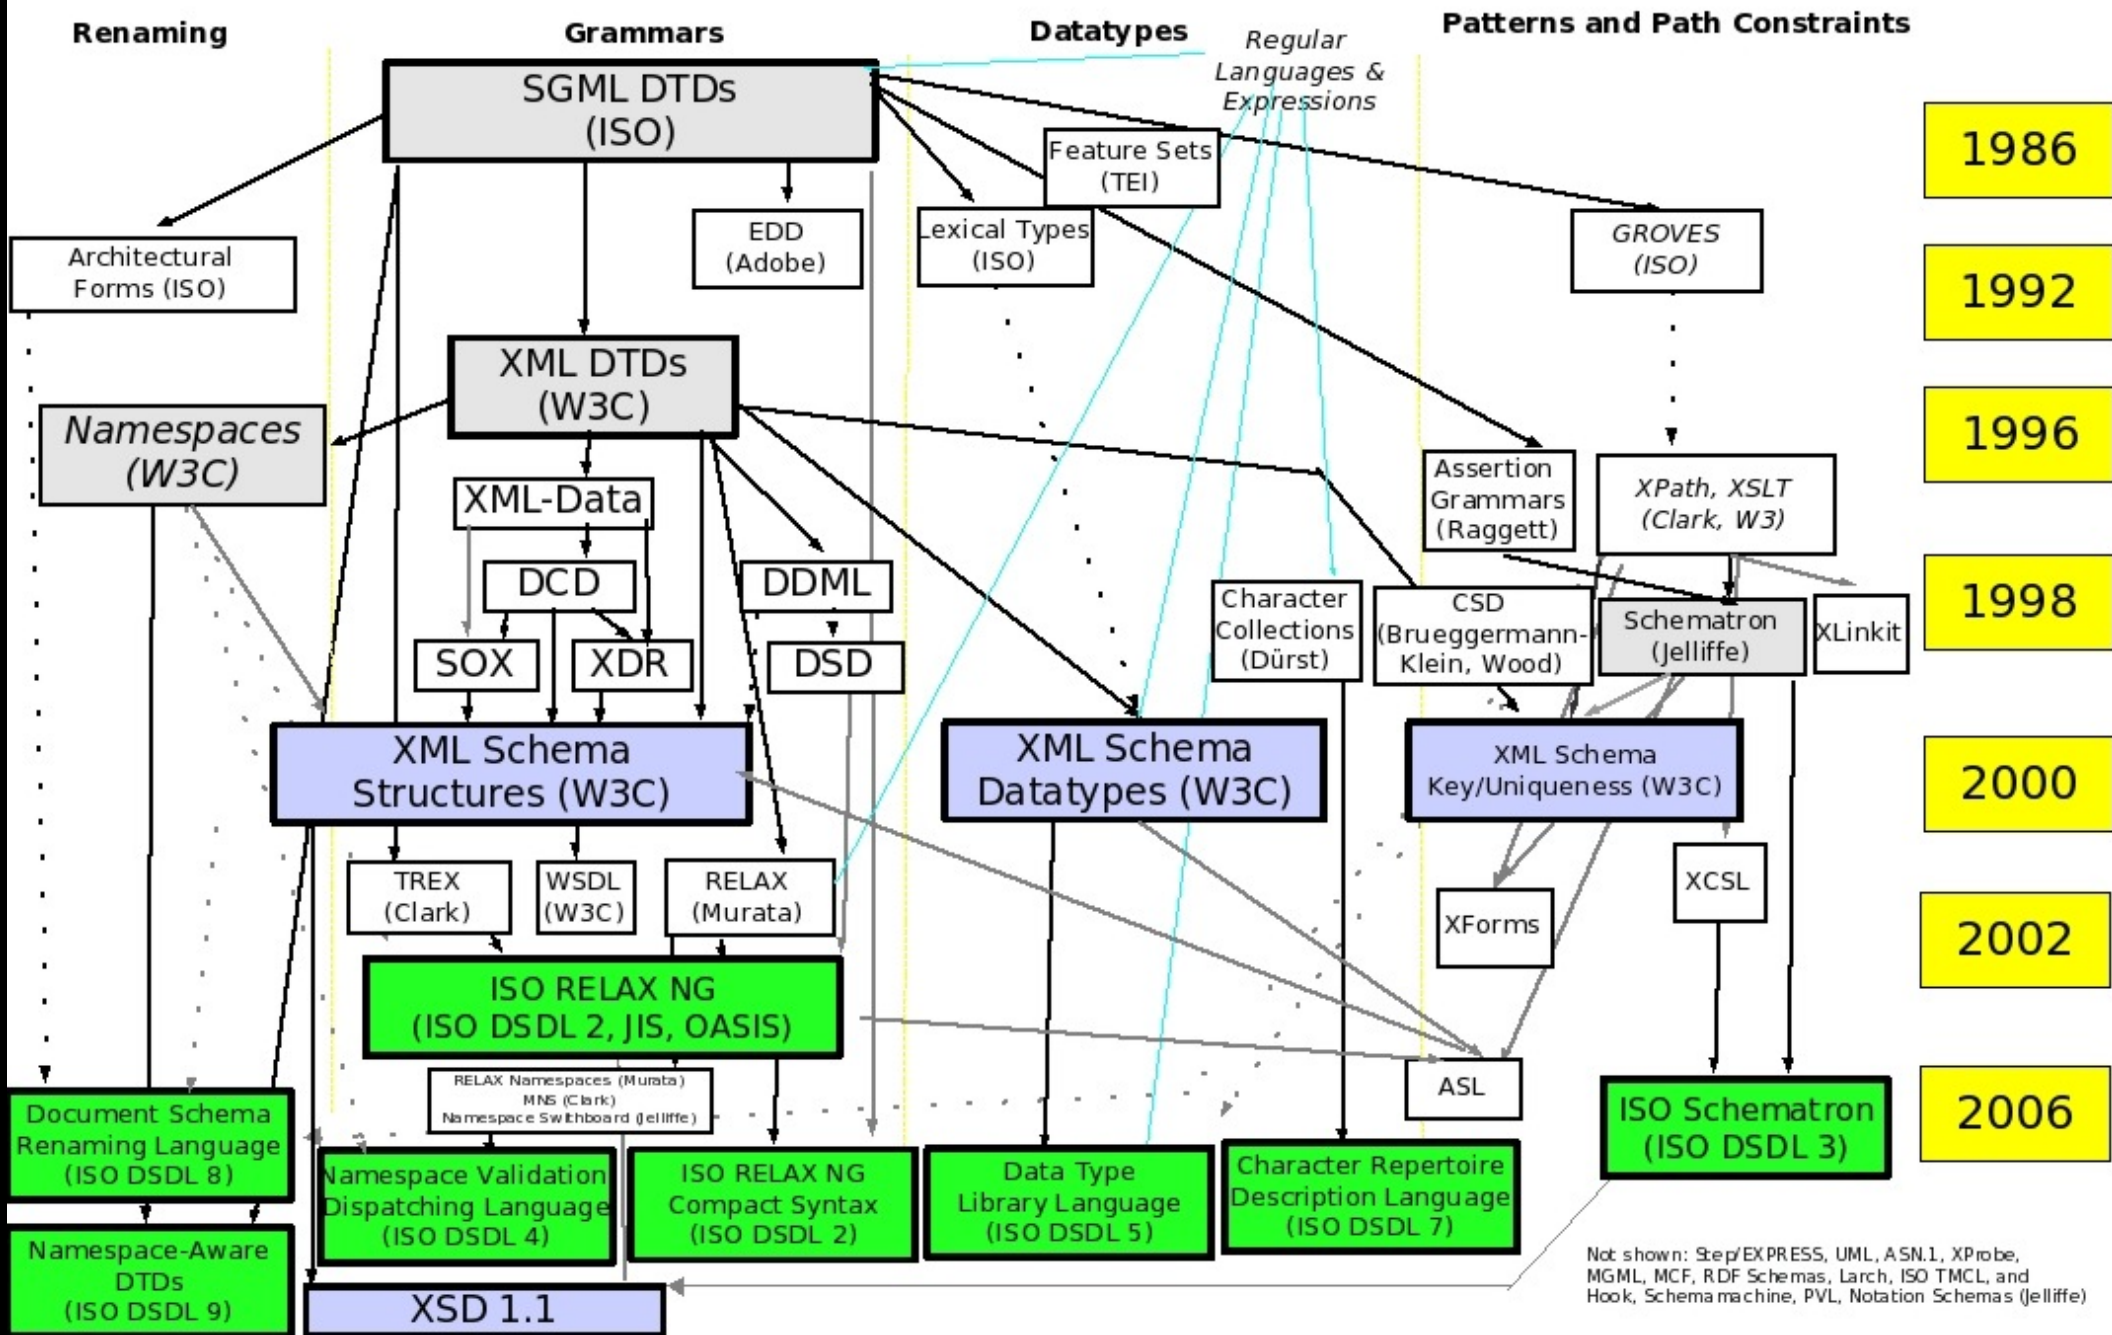 Renaming
Grammars
Datatypes
Patterns and Path Constraints
Regular
Languages &
Expressions
SGML DTDs
(ISO)
1986
Feature Sets
(TEI)
Architectural
Forms (ISO)
EDD
(Adobe)
Lexical Types
(ISO)
GROVES
(ISO)
1992
XML DTDs
(W3C)
Namespaces
(W3C)
1996
XML-Data
Assertion
Grammars
(Raggett)
XPath, XSLT
(Clark, W3)
DCD
DDML
Character
Collections
(Dürst)
CSD
(Brueggermann-
Klein, Wood)
Schematron
(Jelliffe)
XLinkit
1998
SOX
XDR
DSD
XML Schema
Structures (W3C)
XML Schema
Datatypes (W3C)
XML Schema
Key/Uniqueness (W3C)
2000
TREX
(Clark)
WSDL
(W3C)
RELAX
(Murata)
XCSL
XForms
2002
ISO RELAX NG
(ISO DSDL 2, JIS, OASIS)
RELAX Namespaces (Murata)
MNS (Clark)
Namespace Swithboard (Jelliffe)
ASL
2006
Document Schema
Renaming Language
(ISO DSDL 8)
Namespace Validation
Dispatching Language
(ISO DSDL 4)
ISO RELAX NG
Compact Syntax
(ISO DSDL 2)
Data Type
Library Language
(ISO DSDL 5)
Character Repertoire
Description Language
(ISO DSDL 7)
ISO Schematron
(ISO DSDL 3)
Namespace-Aware
DTDs
(ISO DSDL 9)
XSD 1.1
Not shown: Step/EXPRESS, UML, ASN.1, XProbe,
MGML, MCF, RDF Schemas, Larch, ISO TMCL, and
Hook, Schemamachine, PVL, Notation Schemas (Jelliffe)